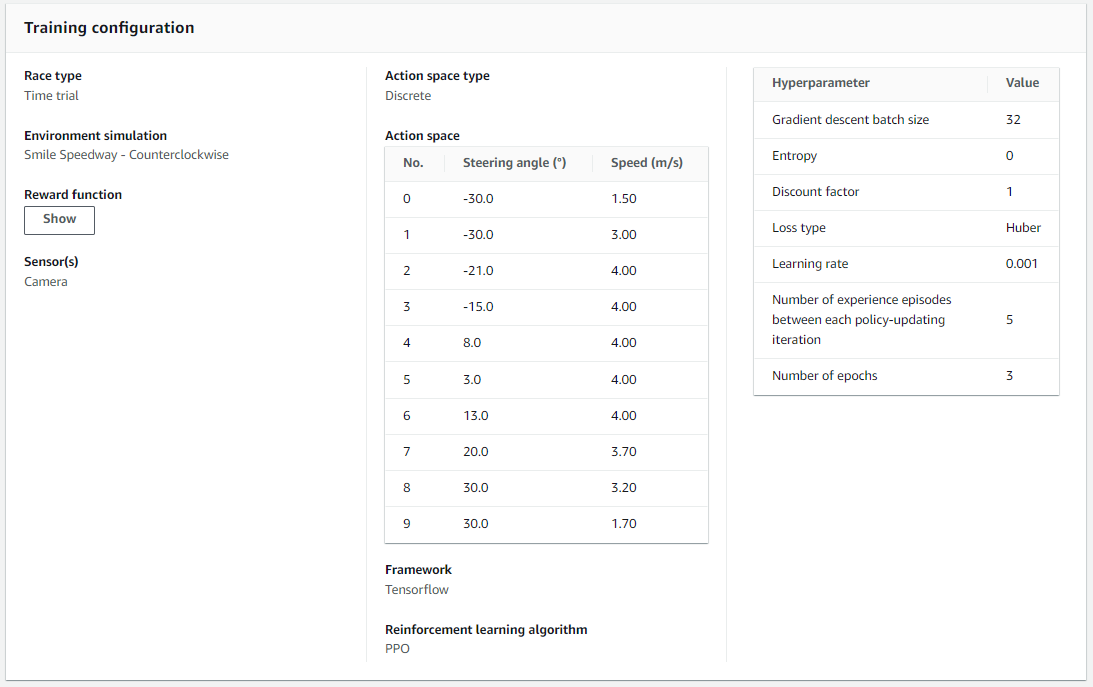 Training configuration
Race type
Time trial
Environment simulation
Smile Speedway - Counterclockwise
Reward function
Show
Sensor(s)
Camera
Action space type
Discrete
Action space
No. Steering angle (°) Speed (m/s)
0 -30.0 1.50
1 -30.0 3.00
2 -21.0 4.00
3 -15.0 4.00
4 8.0 4.00
5 3.0 4.00
6 13.0 4.00
7 20.0 3.70
8 30.0 3.20
9 30.0 1.70
Framework
Tensorflow
Reinforcement learning algorithm
PPO
Hyperparameter Value
Gradient descent batch size 32
Entropy 0
Discount factor 1
Loss type Huber
Learning rate 0.001
Number of experience episodes
between each policy-updating 5
iteration
Number of epochs 3